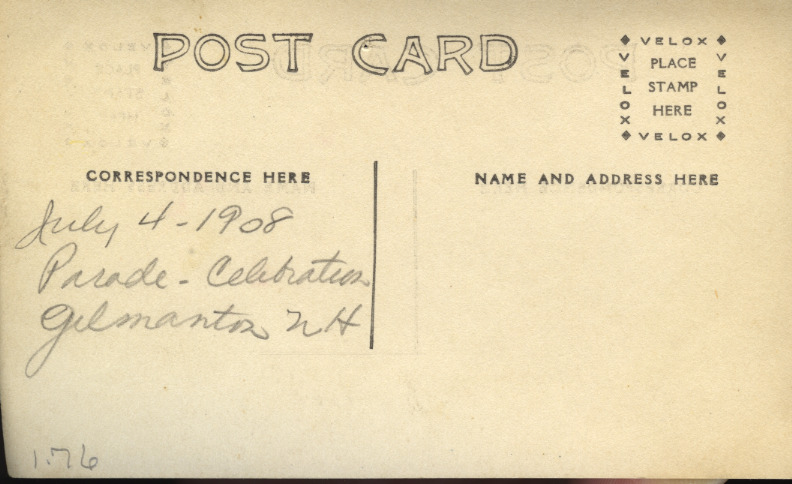 POST CARD
VELOX
VELOX
PLACE
STAMP
HERE
VELOX
VELOX
CORRESPONDENCE HERE
NAME AND ADDRESS HERE
July 4-1908
Parade - Celebration
Gilmanton NH
1.76